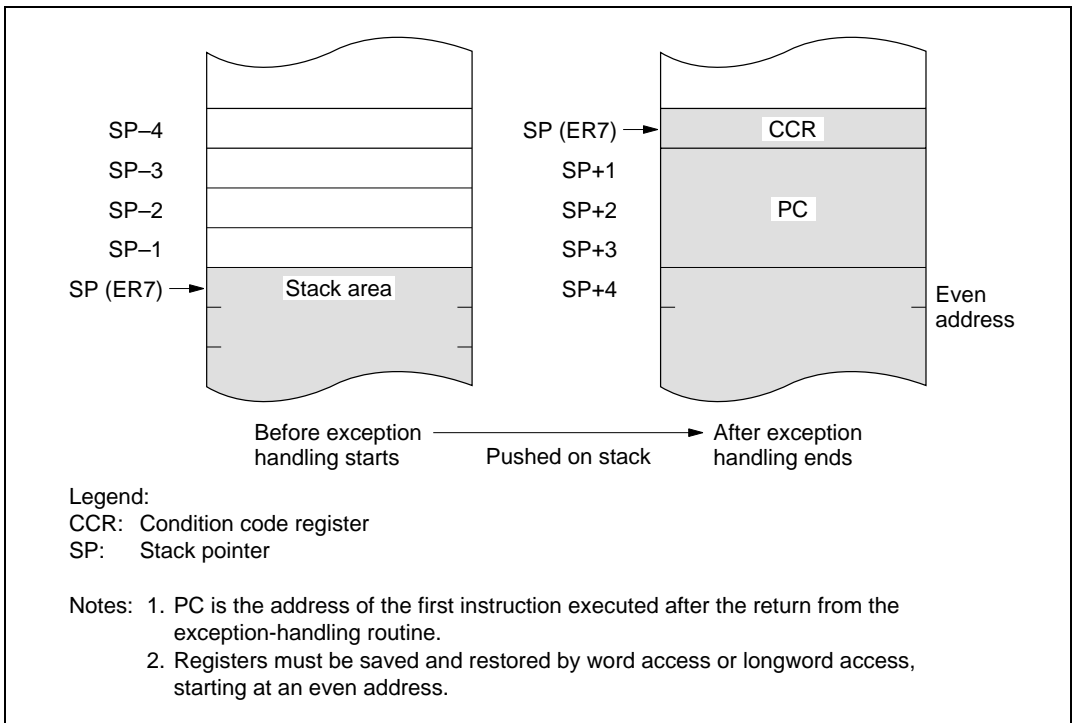 SP–4
SP–3
SP–2
SP–1
SP (ER7)
Stack area
SP (ER7)
CCR
SP+1
SP+2
PC
SP+3
SP+4
Even
address
Before exception
handling starts
Pushed on stack
After exception
handling ends
Legend:
CCR: Condition code register
SP: Stack pointer
Notes: 1. PC is the address of the first instruction executed after the return from the
exception-handling routine.
2. Registers must be saved and restored by word access or longword access,
starting at an even address.